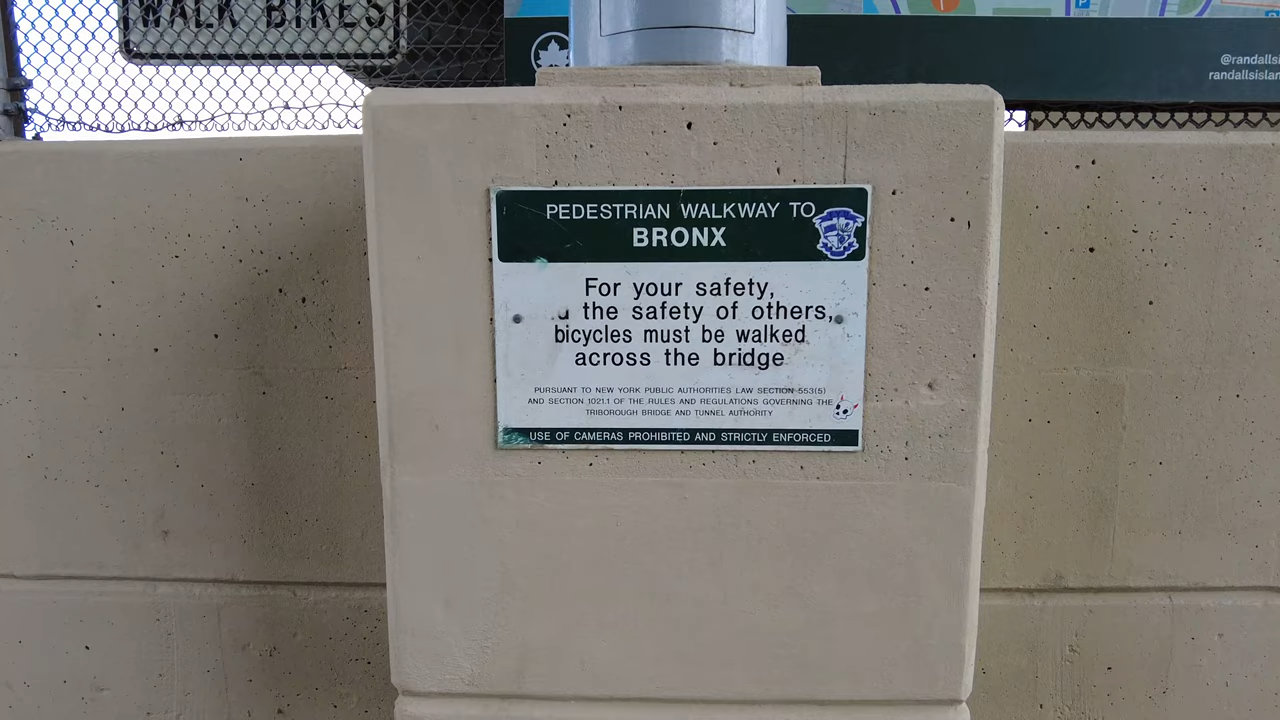 WALK BIKES
@randallsi
randallsislan
PEDESTRIAN WALKWAY TO
BRONX
For your safety,
the safety of others,
bicycles must be walked
across the bridge
PURSUANT TO NEW YORK PUBLIC AUTHORITIES LAW SECTION 553(5)
AND SECTION 1021.1 OF THE RULES AND REGULATIONS GOVERNING THE
TRIBOROUGH BRIDGE AND TUNNEL AUTHORITY
USE OF CAMERAS PROHIBITED AND STRICTLY ENFORCED